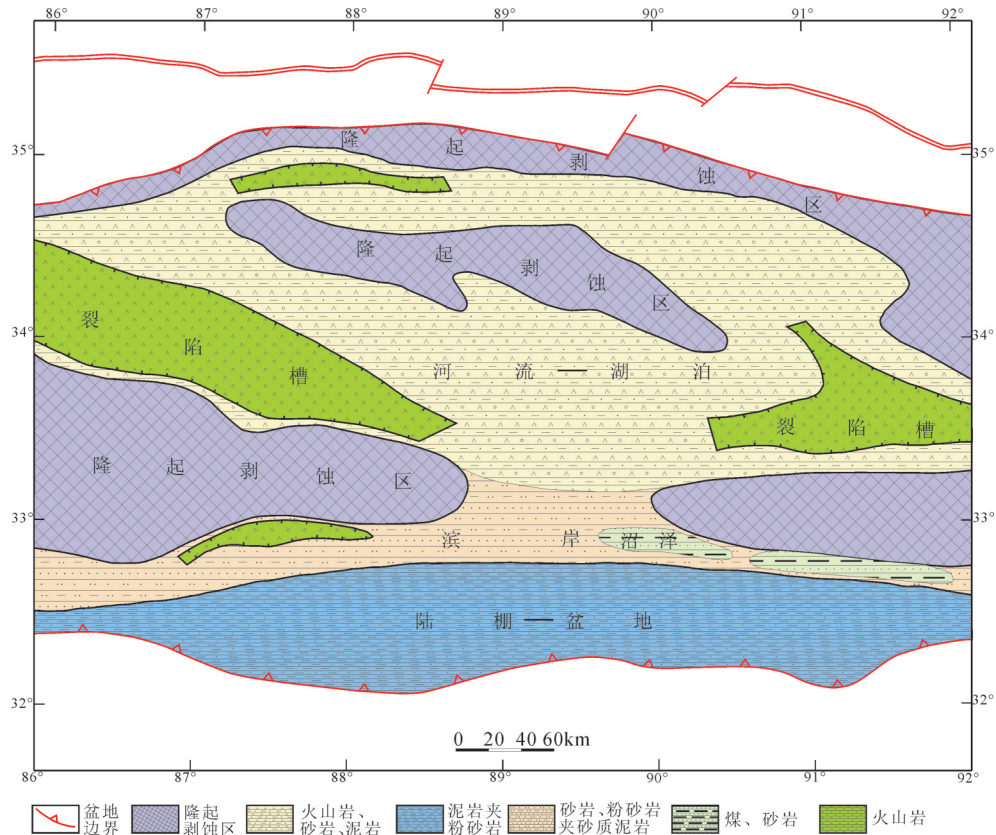 86° 87° 88° 89° 90° 91° 92°
35° 35°
隆起剥蚀区
隆起剥蚀区
34° 34°
裂陷槽
河流—湖泊
裂陷槽
隆起剥蚀区
33° 33°
滨岸沼泽
陆棚—盆地
32° 32°
0 20 40 60km
86° 87° 88° 89° 90° 91° 92°
盆地边界
隆起剥蚀区
火山岩、砂岩、泥岩
泥岩夹粉砂岩
砂岩、粉砂岩夹砂质泥岩
煤、砂岩
火山岩